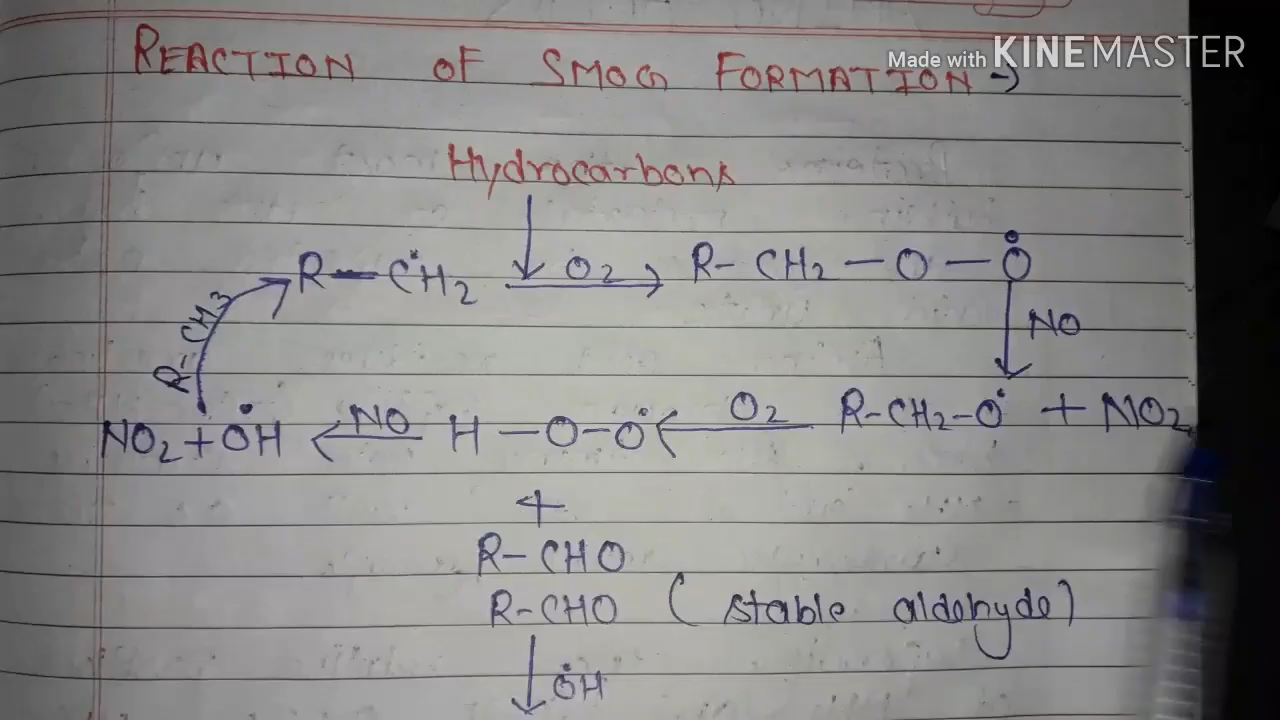 REACTION OF SMOG FORMATION →
Made with KINEMASTER
Hydrocarbons
R — ĊH2 O2 → R- CH2 — O — Ȯ
R- CH3
NO
NO2 + ȮH ← NO H — O - Ȯ ← O2 R-CH2-Ȯ + NO2
+
R- CHO
R-CHO (stable aldehyde)
↓ ȮH